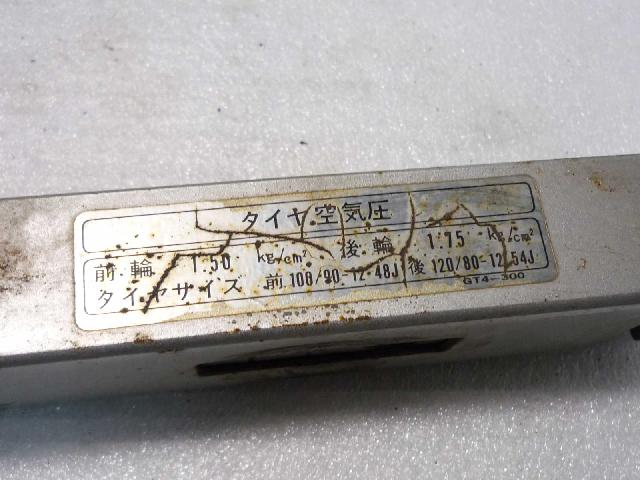 タイヤ空気圧
前輪 1.50 kg/cm² 後輪 1.75 kg/cm²
タイヤサイズ 前 100/90-12 48J 後 120/80-12 54J
GT4-300